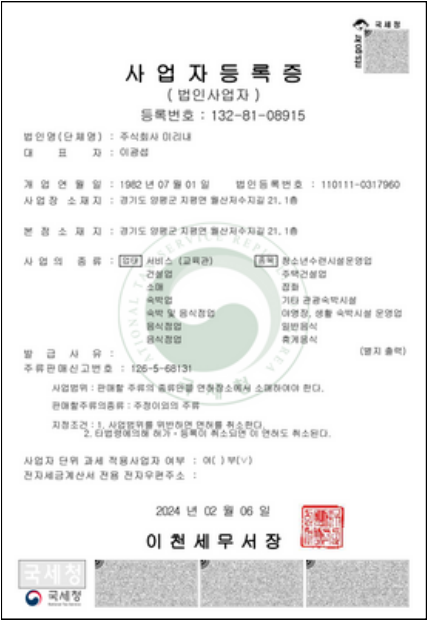 국세청
사업자등록증
( 법인사업자 )
등록번호 : 132-81-08915
법인명(단체명) : 주식회사 미리내
대 표 자 : 이광섭
개 업 연 월 일 : 1982 년 07 월 01 일 법인등록번호 : 110111-0317960
사업장 소재지 : 경기도 양평군 지평면 월산저수지길 21, 1층
본 점 소 재 지 : 경기도 양평군 지평면 월산저수지길 21, 1층
사 업 의 종 류 : 업태 서비스 (교육관) 종목 청소년수련시설운영업
건설업 주택건설업
소매 잡화
숙박업 기타 관광숙박시설
숙박 및 음식점업 야영장, 생활 숙박시설 운영업
음식점업 일반음식
음식점업 휴게음식
(별지 출력)
발 급 사 유 :
주류판매신고번호 : 126-5-68131
사업범위 : 판매할 주류의 종류만을 면허장소에서 소매하여야 한다.
판매할주류의종류 : 주정이외의 주류
지정조건 : 1. 사업범위를 위반하면 면허를 취소한다.
2. 타법령에의해 허가·등록이 취소되면 이 면허도 취소된다.
사업자 단위 과세 적용사업자 여부 : 여( ) 부(∨)
전자세금계산서 전용 전자우편주소 :
2024 년 02 월 06 일
이 천 세 무 서 장
국세청
국세청
National Tax Service